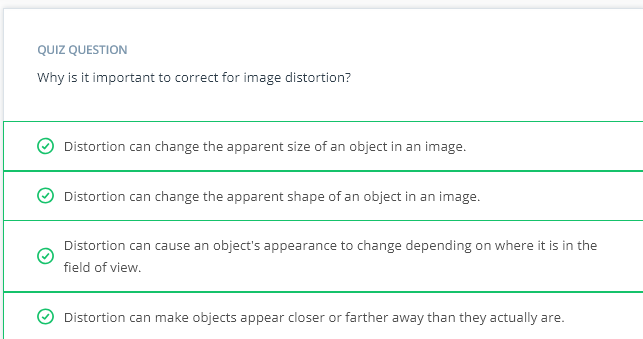 QUIZ QUESTION
Why is it important to correct for image distortion?
Distortion can change the apparent size of an object in an image.
Distortion can change the apparent shape of an object in an image.
Distortion can cause an object's appearance to change depending on where it is in the
field of view.
Distortion can make objects appear closer or farther away than they actually are.